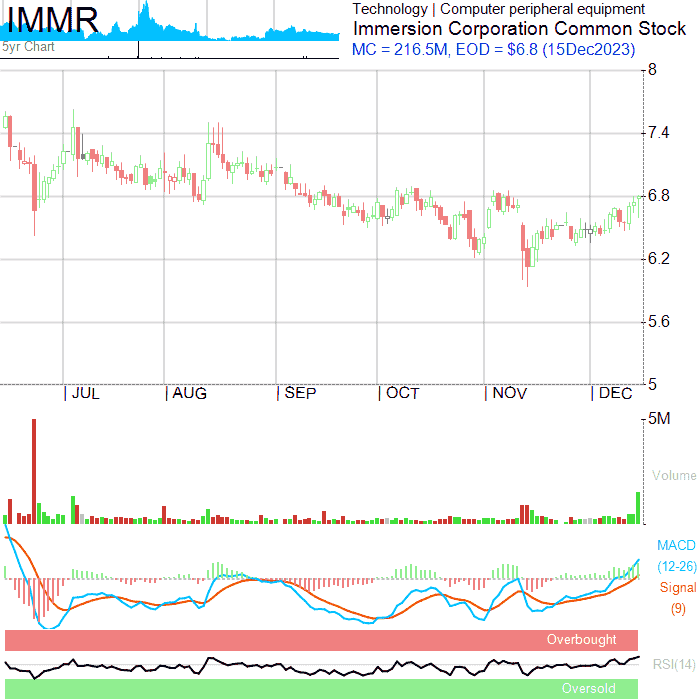 IMMR
5yr Chart
Technology | Computer peripheral equipment
Immersion Corporation Common Stock
MC = 216.5M, EOD = $6.8 (15Dec2023)
8
7.4
6.8
6.2
5.6
5
| JUL | AUG | SEP | OCT | NOV | DEC
5M
Volume
MACD
(12-26)
Signal
(9)
Overbought
RSI(14)
Oversold